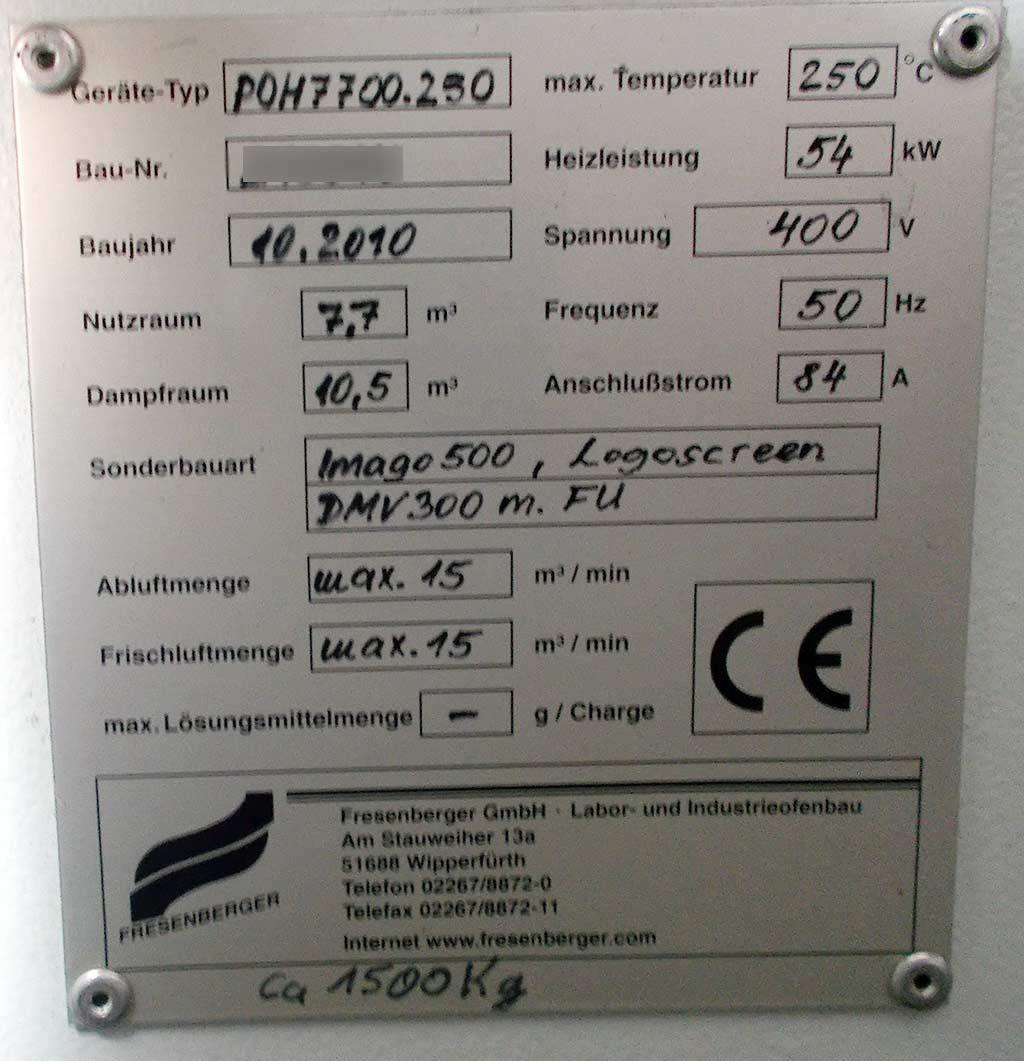 Geräte-Typ POH7700.250 max. Temperatur 250 °C
Bau-Nr. Heizleistung 54 kW
Baujahr 10.2010 Spannung 400 V
Nutzraum 7,7 m³ Frequenz 50 Hz
Dampfraum 10,5 m³ Anschlußstrom 84 A
Sonderbauart Imago 500, Logoscreen
DMV300 m. FU
Abluftmenge max. 15 m³ / min
Frischluftmenge max. 15 m³ / min
CE
max. Lösungsmittelmenge – g / Charge
Fresenberger GmbH · Labor- und Industrieofenbau
Am Stauweiher 13a
51688 Wipperfürth
Telefon 02267/8872-0
Telefax 02267/8872-11
Internet www.fresenberger.com
FRESENBERGER
ca 1500 Kg